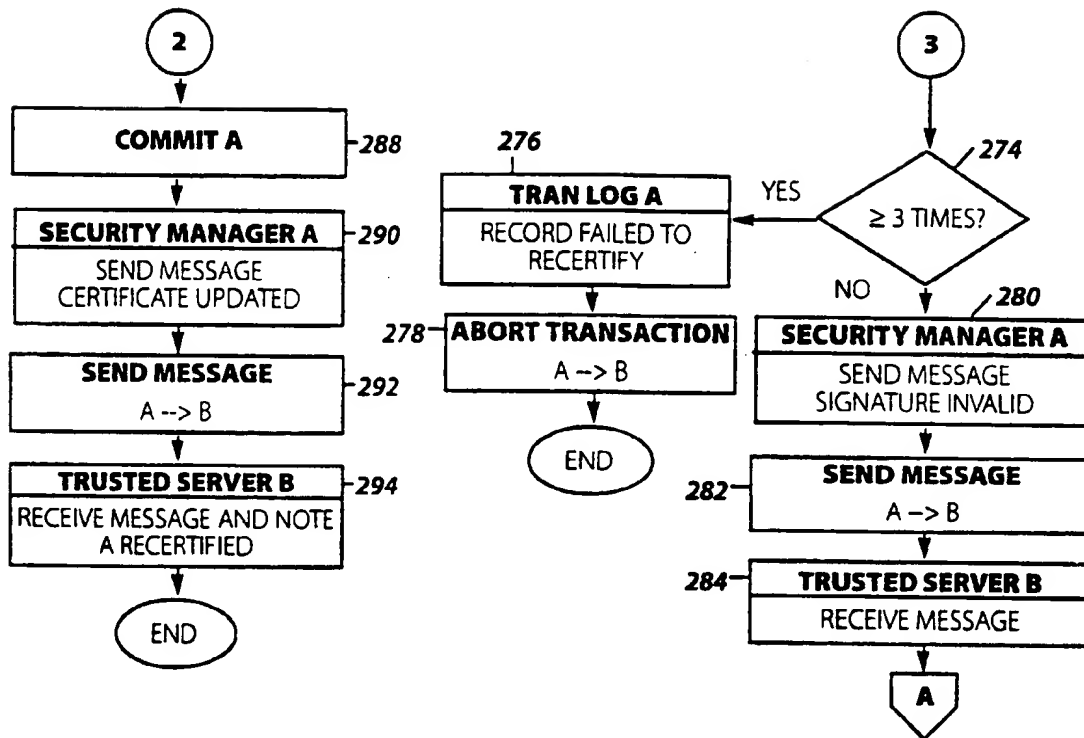 2
COMMIT A
288
SECURITY MANAGER A
290
SEND MESSAGE
CERTIFICATE UPDATED
SEND MESSAGE
292
A --> B
TRUSTED SERVER B
294
RECEIVE MESSAGE AND NOTE
A RECERTIFIED
END
3
274
≥ 3 TIMES?
YES
NO
276
TRAN LOG A
RECORD FAILED TO
RECERTIFY
278
ABORT TRANSACTION
A --> B
END
280
SECURITY MANAGER A
SEND MESSAGE
SIGNATURE INVALID
282
SEND MESSAGE
A --> B
284
TRUSTED SERVER B
RECEIVE MESSAGE
A